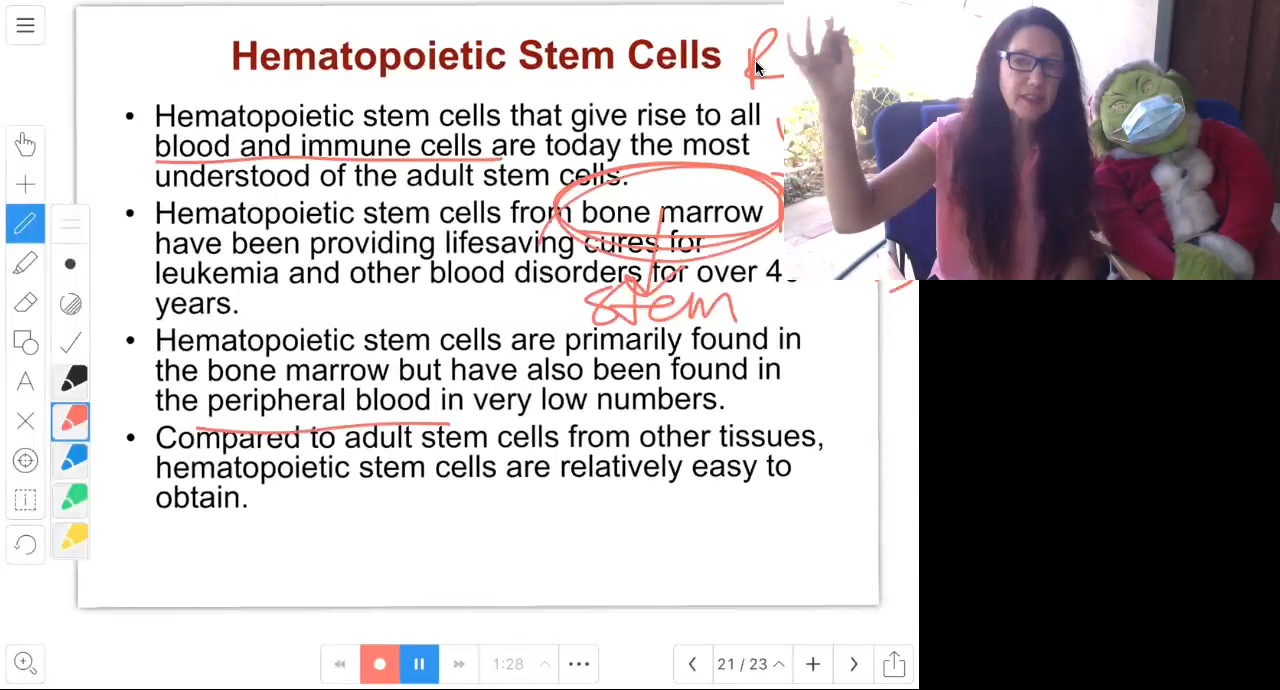 Hematopoietic Stem Cells
R
• Hematopoietic stem cells that give rise to all
blood and immune cells are today the most
understood of the adult stem cells.
• Hematopoietic stem cells from bone marrow
have been providing lifesaving cures for
leukemia and other blood disorders for over
years.
stem
• Hematopoietic stem cells are primarily found in
the bone marrow but have also been found in
the peripheral blood in very low numbers.
• Compared to adult stem cells from other tissues,
hematopoietic stem cells are relatively easy to
obtain.
A
1:28
21 / 23